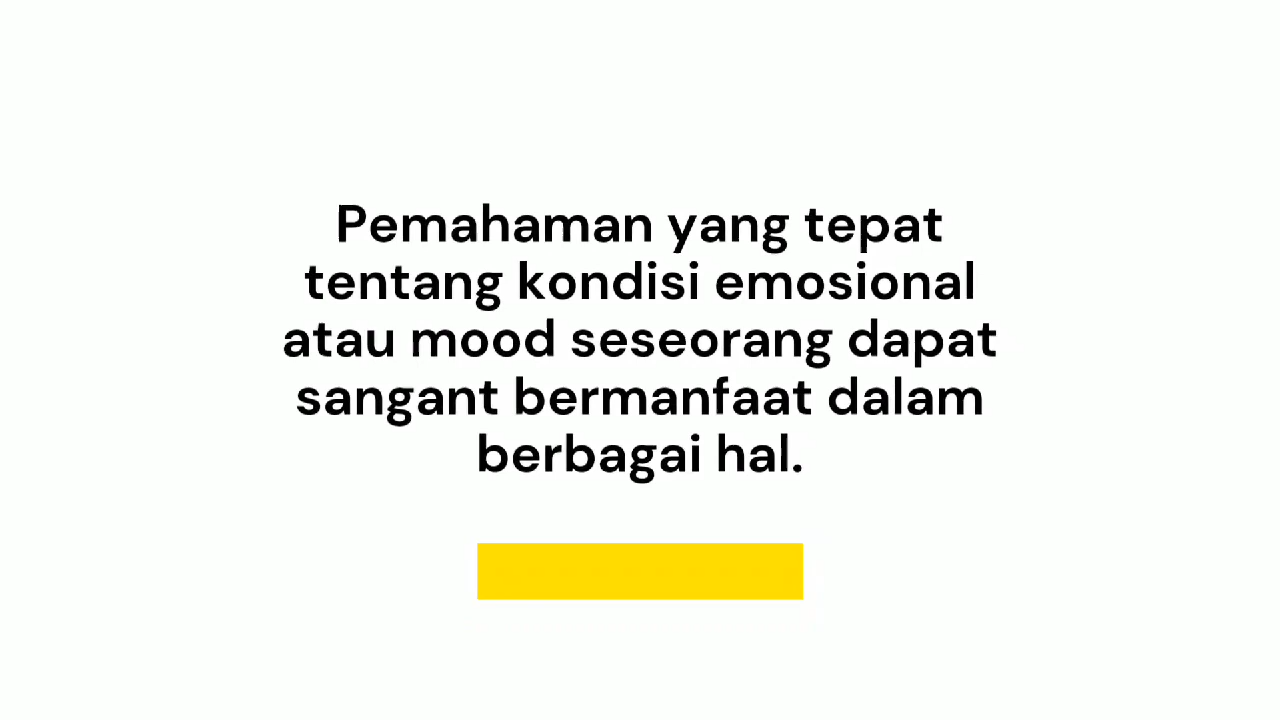 Pemahaman yang tepat
tentang kondisi emosional
atau mood seseorang dapat
sangant bermanfaat dalam
berbagai hal.